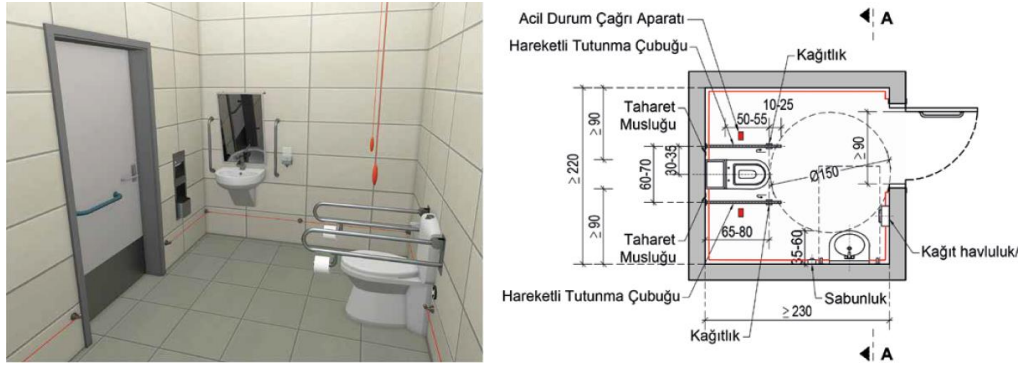 Acil Durum Çağrı Aparatı
Hareketli Tutunma Çubuğu
Kağıtlık
A
Taharet
Musluğu
10-25
50-55
≥ 90
≥ 220
60-70
30-35
Ø150
≥ 90
≥ 90
65-80
35-60
Taharet
Musluğu
Kağıt havluluk/
Hareketli Tutunma Çubuğu
Sabunluk
≥ 230
Kağıtlık
A